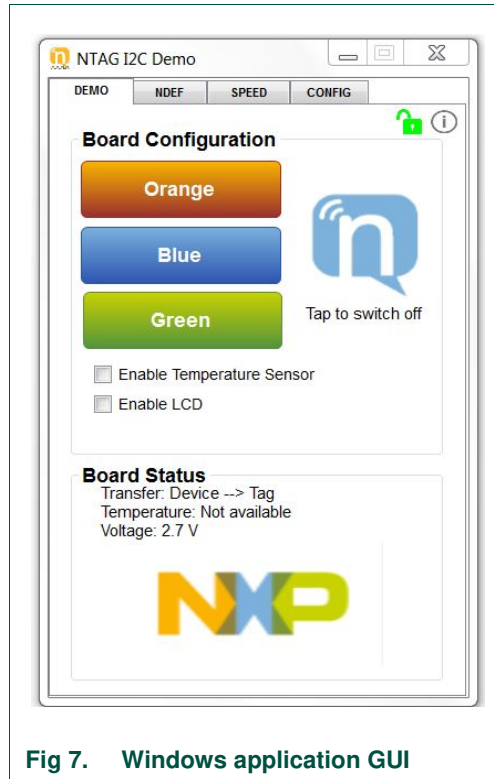 NTAG I2C Demo
DEMO NDEF SPEED CONFIG
Board Configuration
Orange
Blue
Green
Tap to switch off
Enable Temperature Sensor
Enable LCD
Board Status
Transfer: Device --> Tag
Temperature: Not available
Voltage: 2.7 V
NXP
Fig 7. Windows application GUI